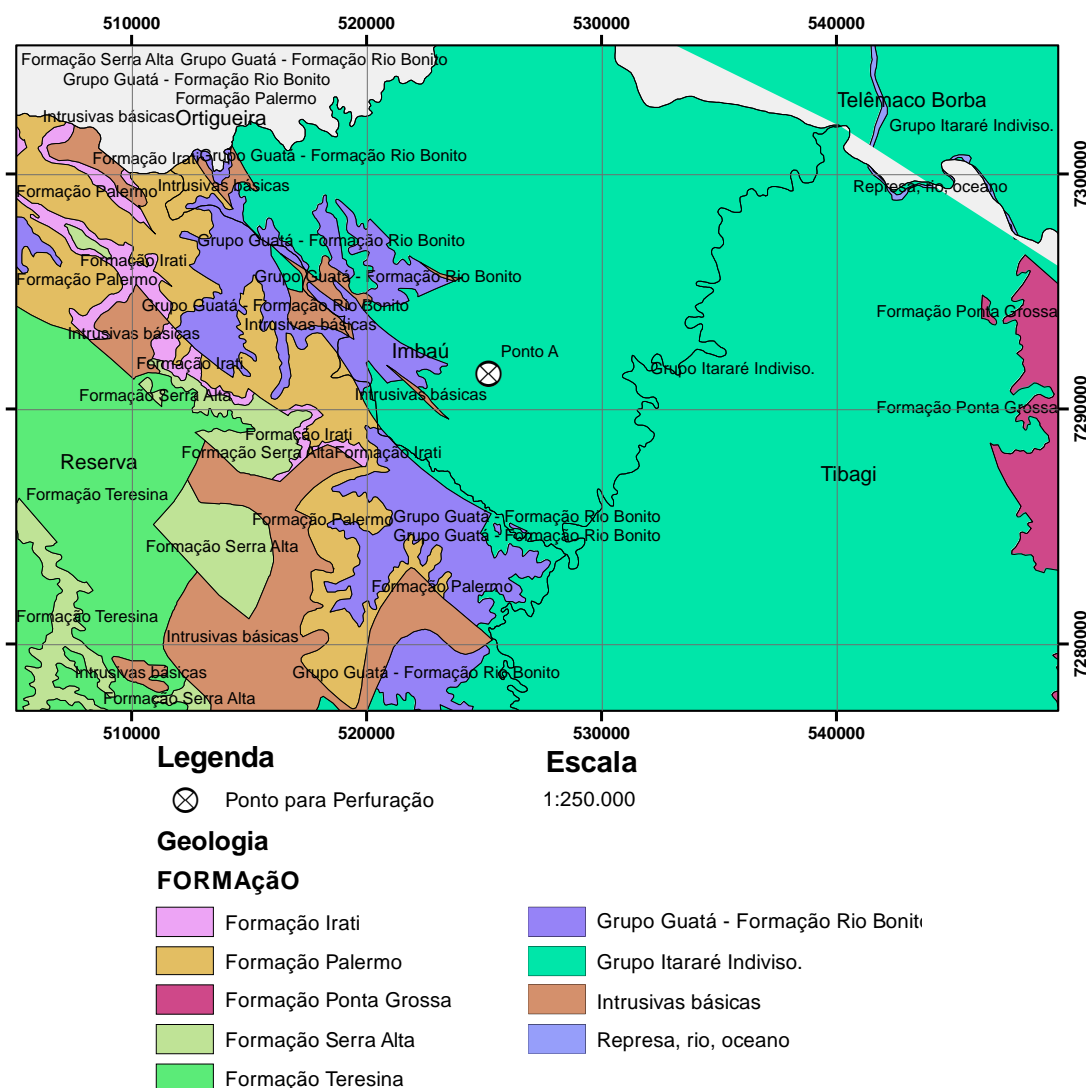 510000 520000 530000 540000
Formação Serra Alta Grupo Guatá - Formação Rio Bonito
Grupo Guatá - Formação Rio Bonito
Formação Palermo
Telêmaco Borba
Intrusivas básicas Ortigueira
Grupo Itararé Indiviso.
Formação Irati Grupo Guatá - Formação Rio Bonito
7300000
Formação Palermo Intrusivas básicas
Represa, rio, oceano
Grupo Guatá - Formação Rio Bonito
Formação Irati
Formação Palermo
Grupo Guatá - Formação Rio Bonito
Grupo Guatá - Formação Rio Bonito
Formação Ponta Grossa
Intrusivas básicas
Intrusivas básicas
Imbaú
Ponto A
Formação Irati
Grupo Itararé Indiviso.
Formação Serra Alta
Intrusivas básicas
Formação Ponta Grossa
7290000
Formação Irati
Formação Serra Alta Formação Irati
Reserva
Tibagi
Formação Teresina
Formação Palermo Grupo Guatá - Formação Rio Bonito
Grupo Guatá - Formação Rio Bonito
Formação Serra Alta
Formação Palermo
Formação Teresina
Intrusivas básicas
7280000
Intrusivas básicas
Grupo Guatá - Formação Rio Bonito
Formação Serra Alta
510000 520000 530000 540000
Legenda
Ponto para Perfuração
Escala
1:250.000
Geologia
FORMAçãO
Formação Irati
Formação Palermo
Formação Ponta Grossa
Formação Serra Alta
Formação Teresina
Grupo Guatá - Formação Rio Bonit
Grupo Itararé Indiviso.
Intrusivas básicas
Represa, rio, oceano